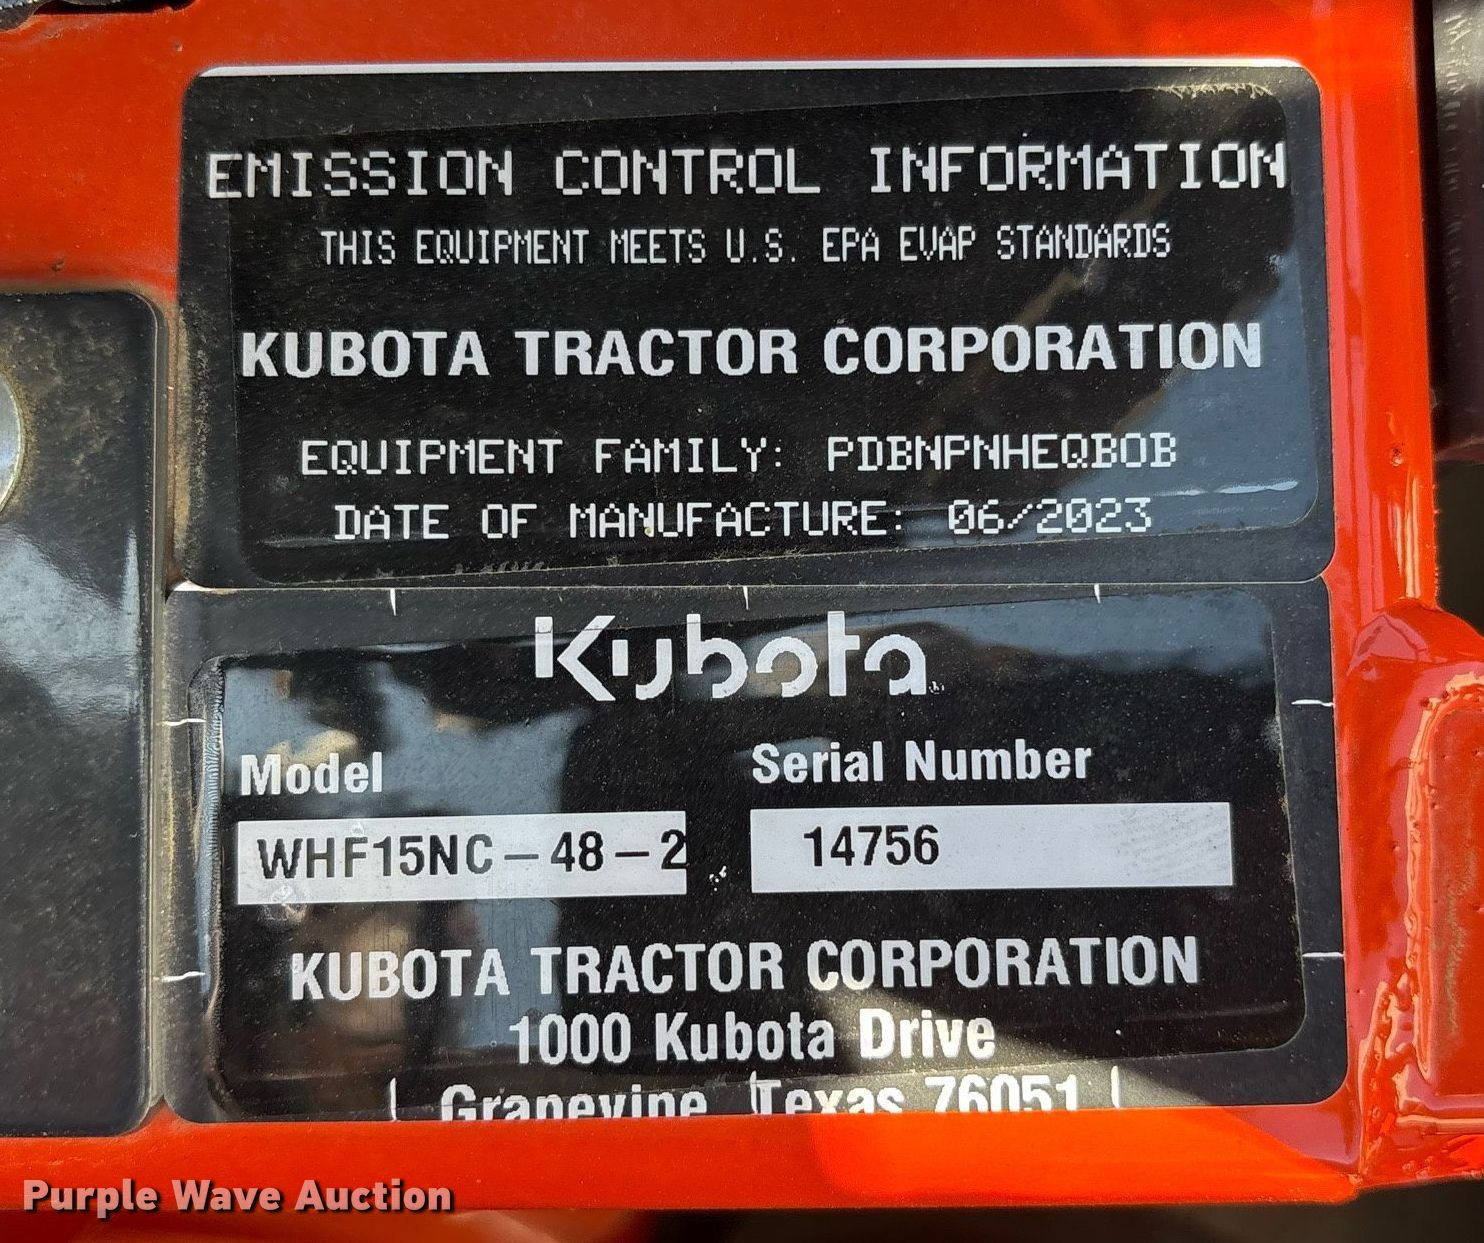 EMISSION CONTROL INFORMATION
THIS EQUIPMENT MEETS U.S. EPA EVAP STANDARDS
KUBOTA TRACTOR CORPORATION
EQUIPMENT FAMILY: PDBNPNHEQBOB
DATE OF MANUFACTURE: 06/2023
Kubota
Model
Serial Number
WHF15NC-48-2
14756
KUBOTA TRACTOR CORPORATION
1000 Kubota Drive
Grapevine, Texas 76051
Purple Wave Auction